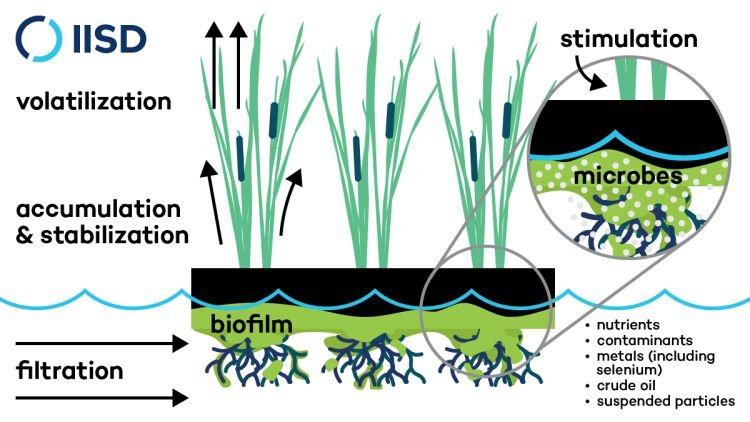 IISD
stimulation
volatilization
microbes
accumulation
& stabilization
biofilm
filtration
• nutrients
• contaminants
• metals (including
selenium)
• crude oil
• suspended particles